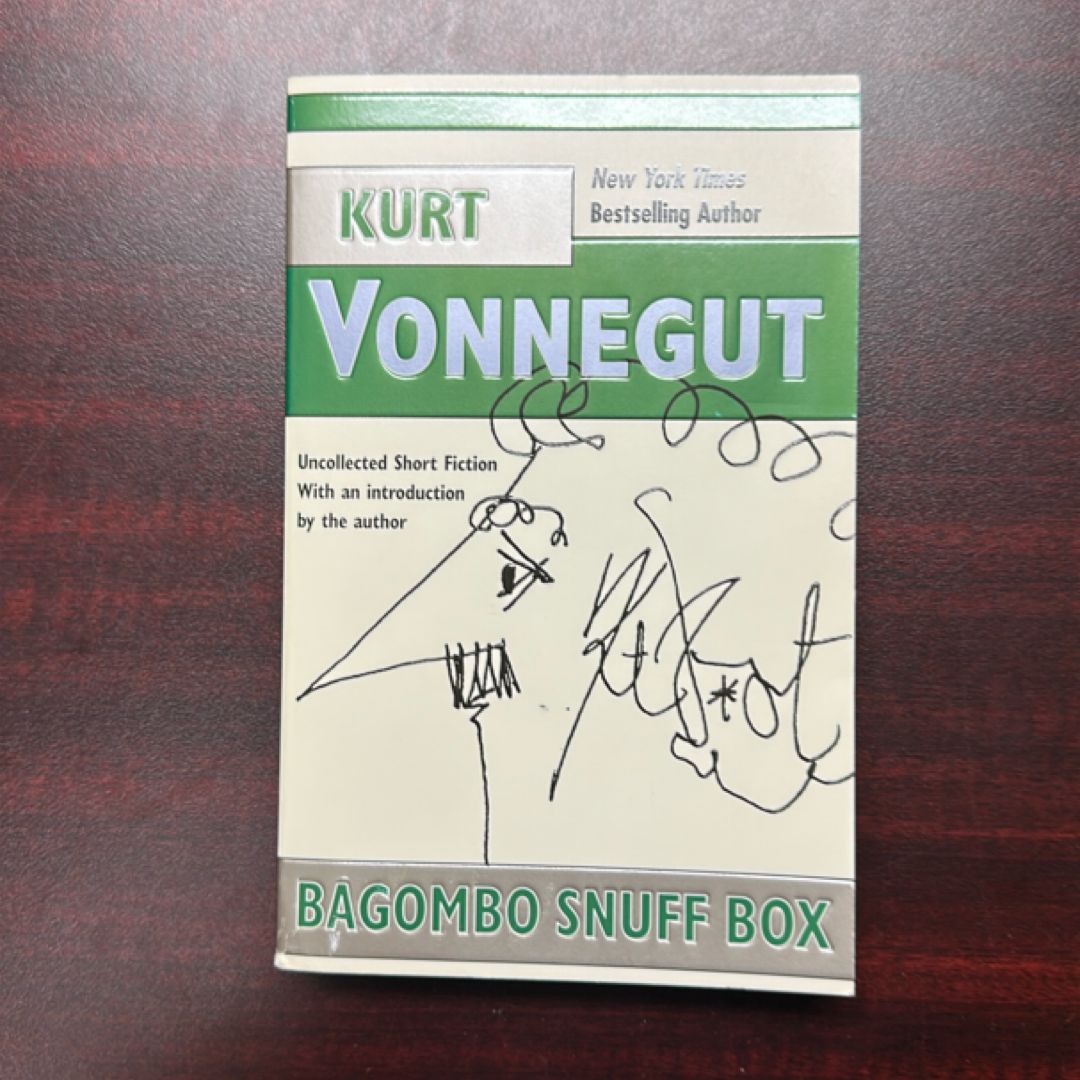 KURT
New York Times
Bestselling Author
VONNEGUT
Uncollected Short Fiction
With an introduction
by the author
BAGOMBO SNUFF BOX